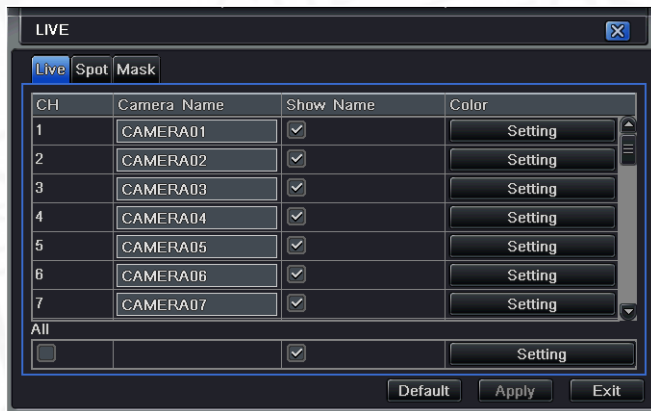 LIVE
Live Spot Mask
CH Camera Name Show Name Color
1 CAMERA01 Setting
2 CAMERA02 Setting
3 CAMERA03 Setting
4 CAMERA04 Setting
5 CAMERA05 Setting
6 CAMERA06 Setting
7 CAMERA07 Setting
All
Setting
Default Apply Exit